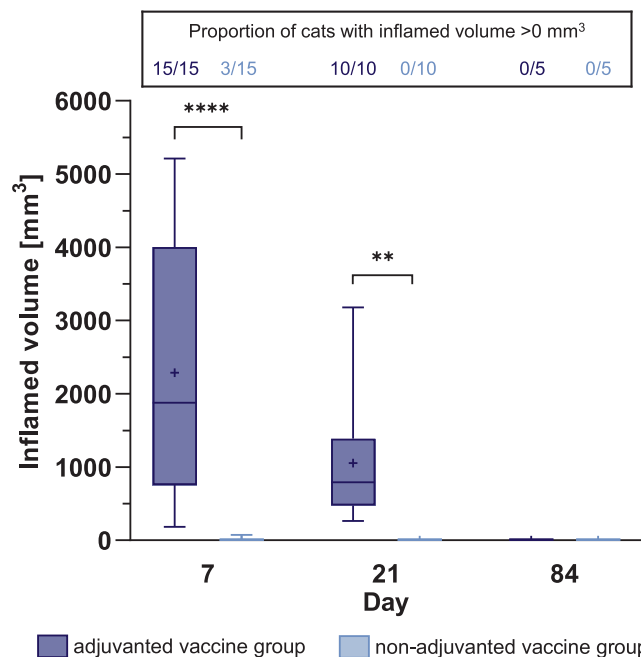 Proportion of cats with inflamed volume >0 mm³
15/15 3/15 10/10 0/10 0/5 0/5
6000
****
5000
4000
**
3000
2000
1000
0
Inflamed volume [mm³]
7 21 84
Day
adjuvanted vaccine group non-adjuvanted vaccine group